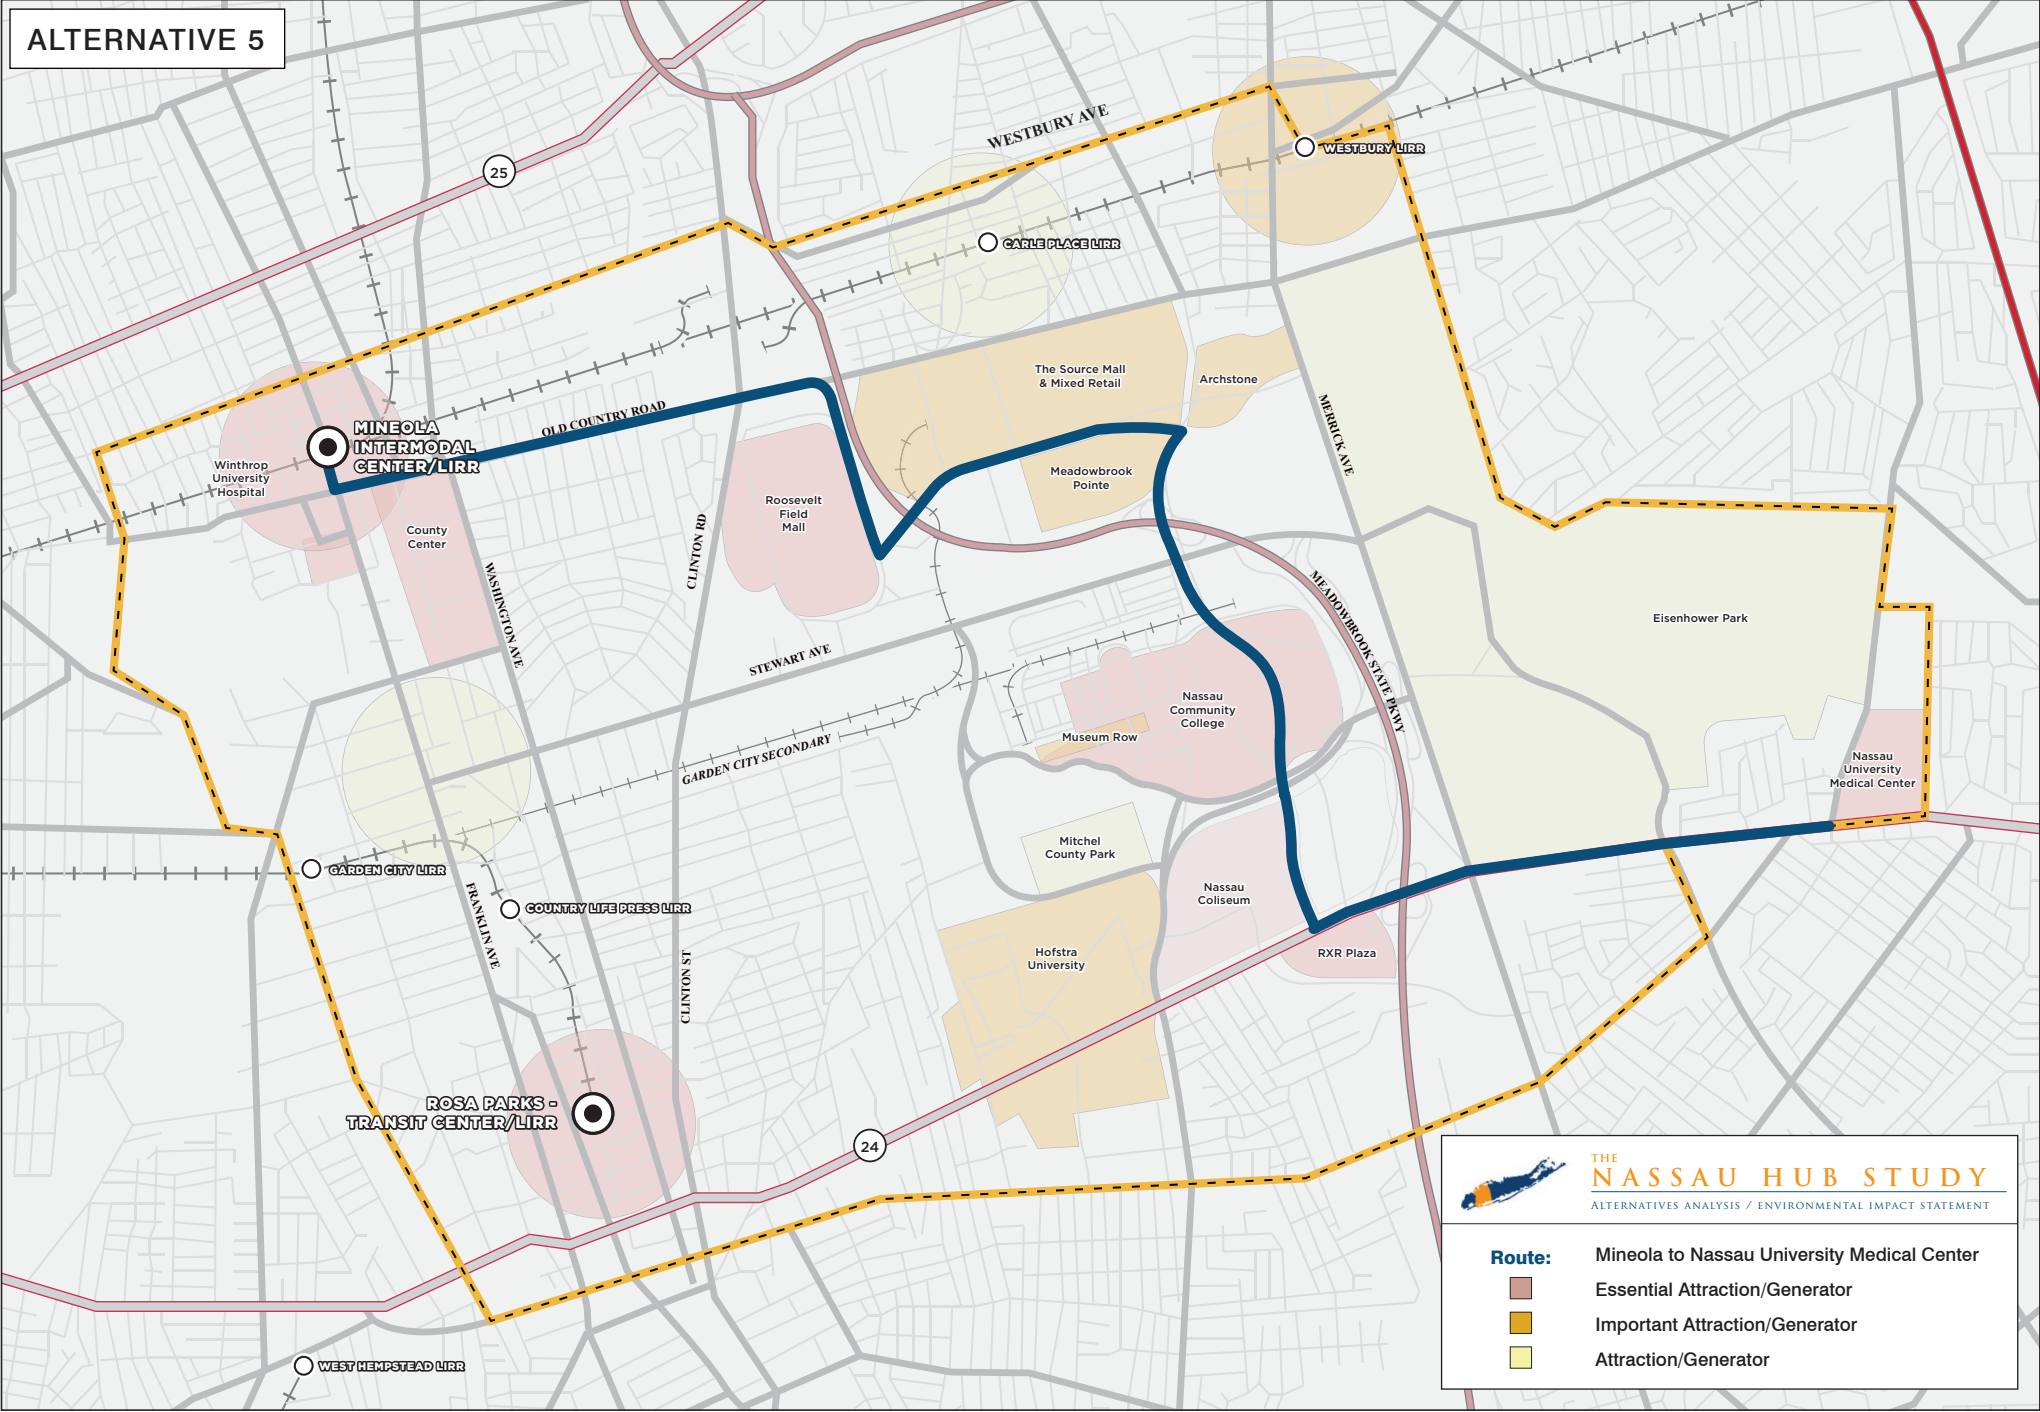 ALTERNATIVE 5
25
WESTBURY AVE
WESTBURY LIRR
CARLE PLACE LIRR
The Source Mall
& Mixed Retail
Archstone
MERRICK AVE
OLD COUNTRY ROAD
MINEOLA
INTERMODAL
CENTER/LIRR
Winthrop
University
Hospital
County
Center
Roosevelt
Field
Mall
Meadowbrook
Pointe
CLINTON RD
WASHINGTON AVE
STEWART AVE
MEADOWBROOK STATE PKWY
Eisenhower Park
Nassau
Community
College
Museum Row
GARDEN CITY SECONDARY
Nassau
University
Medical Center
Mitchel
County Park
GARDEN CITY LIRR
COUNTRY LIFE PRESS LIRR
FRANKLIN AVE
CLINTON ST
Nassau
Coliseum
RXR Plaza
Hofstra
University
ROSA PARKS -
TRANSIT CENTER/LIRR
24
WEST HEMPSTEAD LIRR
THE
NASSAU HUB STUDY
ALTERNATIVES ANALYSIS / ENVIRONMENTAL IMPACT STATEMENT
Route: Mineola to Nassau University Medical Center
Essential Attraction/Generator
Important Attraction/Generator
Attraction/Generator